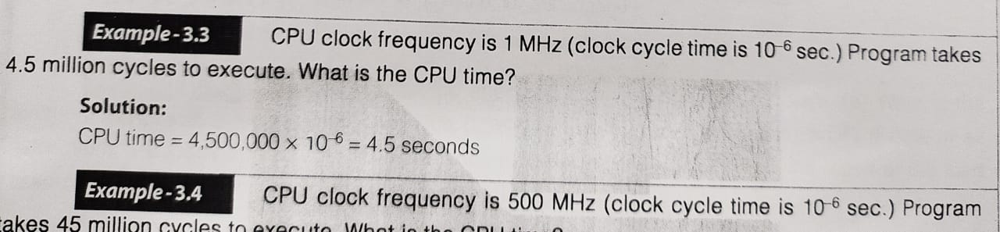 Example-3.3 CPU clock frequency is 1 MHz (clock cycle time is 10⁻⁶ sec.) Program takes
4.5 million cycles to execute. What is the CPU time?
Solution:
CPU time = 4,500,000 × 10⁻⁶ = 4.5 seconds
Example-3.4 CPU clock frequency is 500 MHz (clock cycle time is 10⁻⁶ sec.) Program
takes 45 million cycles to execute. What is the CPU time?